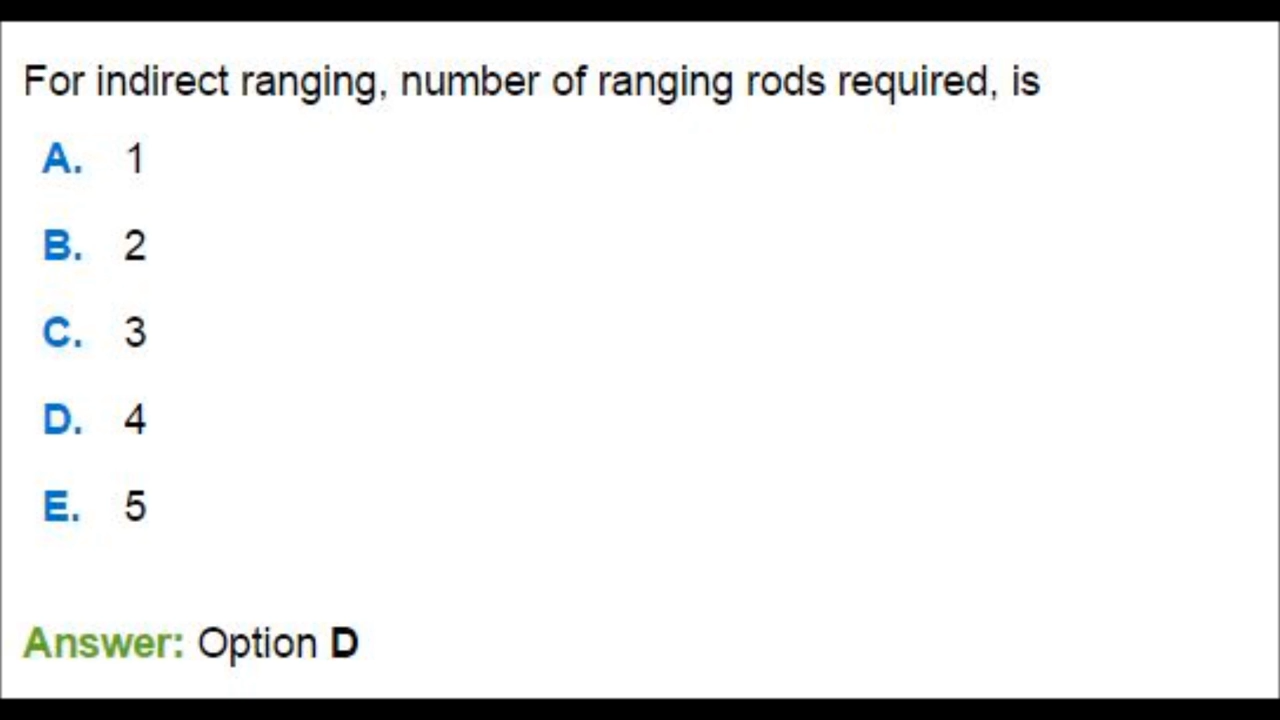 For indirect ranging, number of ranging rods required, is
A. 1
B. 2
C. 3
D. 4
E. 5
Answer: Option D